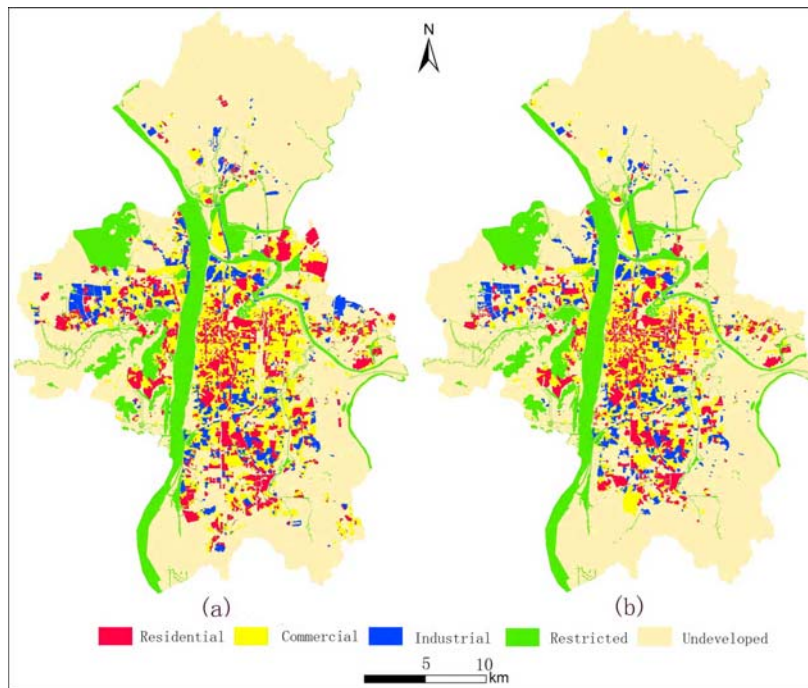 N
(a)
(b)
Residential Commercial Industrial Restricted Undeveloped
5 10
km